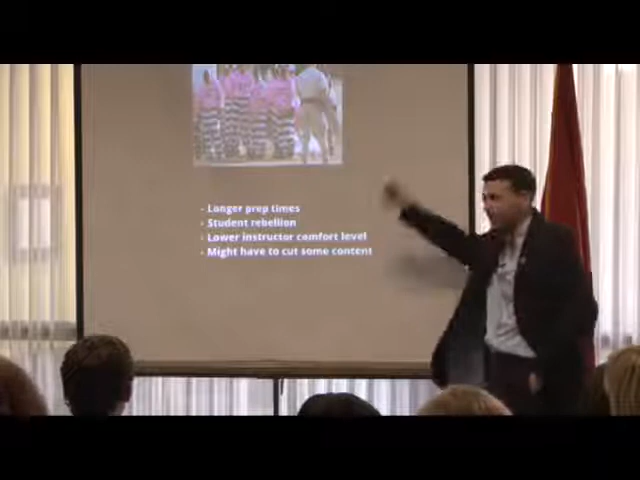 - Longer prep times
- Student rebellion
- Lower instructor comfort level
- Might have to cut some content